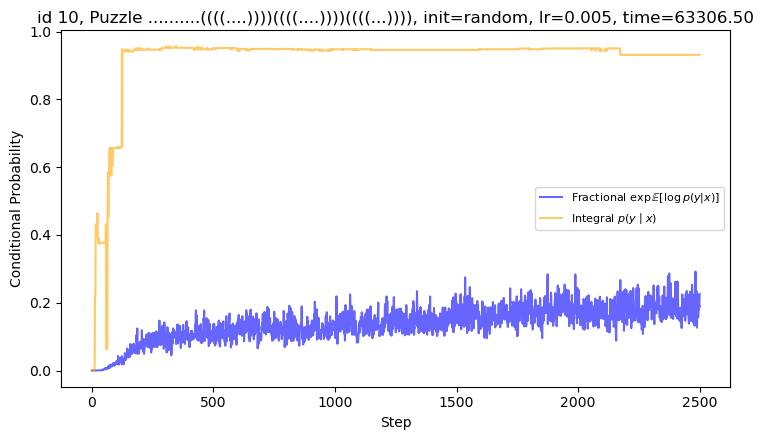 id 10, Puzzle ..........((((....))))((((....))))((((...)))), init=random, lr=0.005, time=63306.50
Conditional Probability
1.0
0.8
0.6
0.4
0.2
0.0
Fractional exp𝔼[log p(y|x)]
Integral p(y | x)
0 500 1000 1500 2000 2500
Step